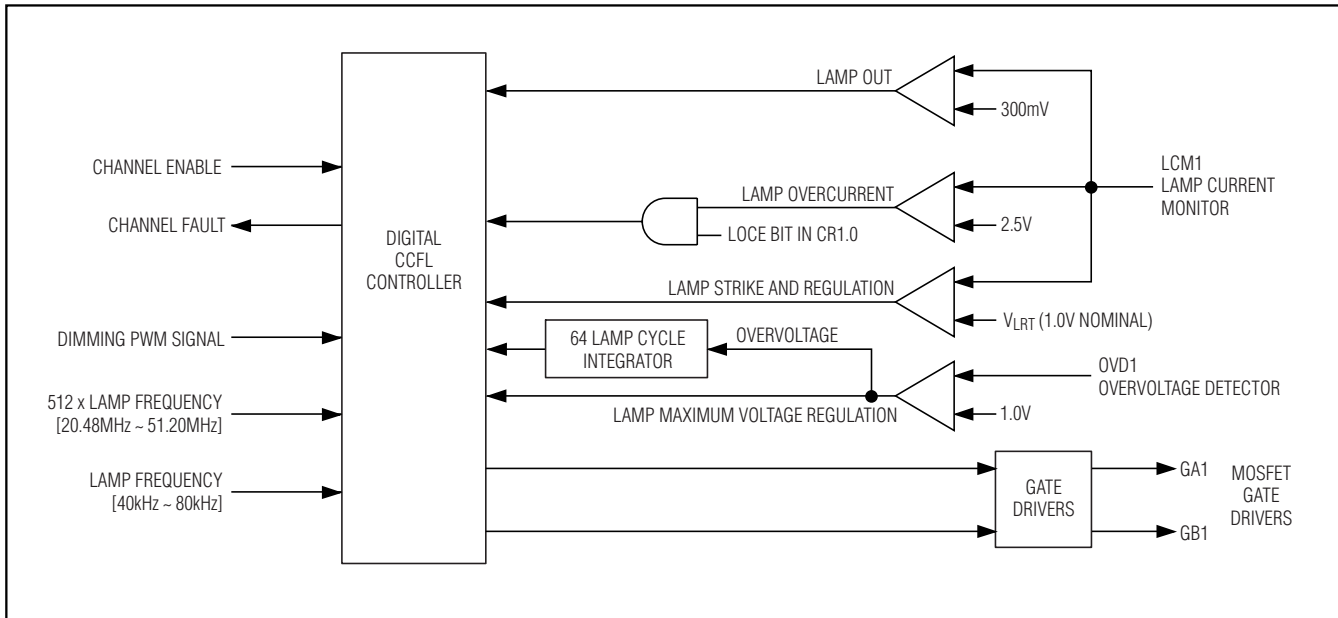 CHANNEL ENABLE
CHANNEL FAULT
DIMMING PWM SIGNAL
512 x LAMP FREQUENCY
[20.48MHz ~ 51.20MHz]
LAMP FREQUENCY
[40kHz ~ 80kHz]
DIGITAL
CCFL
CONTROLLER
LAMP OUT
300mV
LAMP OVERCURRENT
LOCE BIT IN CR1.0
2.5V
LCM1
LAMP CURRENT
MONITOR
LAMP STRIKE AND REGULATION
VLRT (1.0V NOMINAL)
64 LAMP CYCLE
INTEGRATOR
OVERVOLTAGE
LAMP MAXIMUM VOLTAGE REGULATION
OVD1
OVERVOLTAGE DETECTOR
1.0V
GATE
DRIVERS
GA1
GB1
MOSFET
GATE
DRIVERS